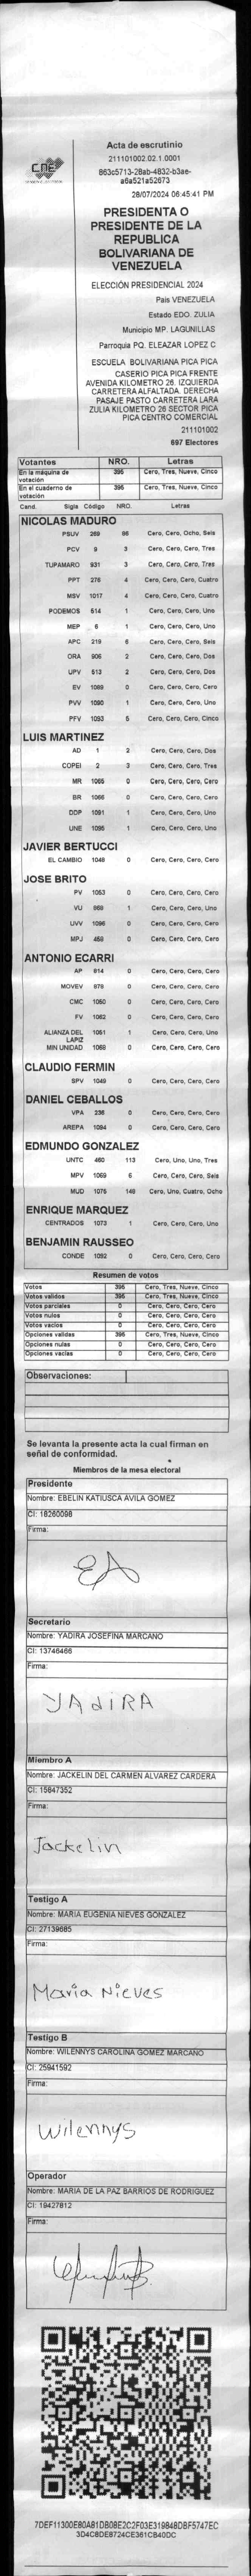 Acta de escrutinio
211101002.02.1.0001
863c5713-28ab-4832-b3ae-
a6a521a52673
28/07/2024 06:45:41 PM
CNE
PRESIDENTA O
PRESIDENTE DE LA
REPUBLICA
BOLIVARIANA DE
VENEZUELA
ELECCIÓN PRESIDENCIAL 2024
Pais VENEZUELA
Estado EDO. ZULIA
Municipio MP. LAGUNILLAS
Parroquia PQ. ELEAZAR LOPEZ C
ESCUELA BOLIVARIANA PICA PICA
CASERIO PICA PICA FRENTE
AVENIDA KILOMETRO 26. IZQUIERDA
CARRETERA ALFALTADA. DERECHA
PASAJE PASTO CARRETERA LARA
ZULIA KILOMETRO 26 SECTOR PICA
PICA CENTRO COMERCIAL
211101002
697 Electores
Votantes NRO. Letras
En la máquina de votación 395 Cero, Tres, Nueve, Cinco
En el cuaderno de votación 395 Cero, Tres, Nueve, Cinco
Cand. Sigla Código NRO. Letras
NICOLAS MADURO
PSUV 269 86 Cero, Cero, Ocho, Seis
PCV 9 3 Cero, Cero, Cero, Tres
TUPAMARO 931 3 Cero, Cero, Cero, Tres
PPT 276 4 Cero, Cero, Cero, Cuatro
MSV 1017 4 Cero, Cero, Cero, Cuatro
PODEMOS 514 1 Cero, Cero, Cero, Uno
MEP 6 1 Cero, Cero, Cero, Uno
APC 219 6 Cero, Cero, Cero, Seis
ORA 906 2 Cero, Cero, Cero, Dos
UPV 513 2 Cero, Cero, Cero, Dos
EV 1089 0 Cero, Cero, Cero, Cero
PVV 1090 1 Cero, Cero, Cero, Uno
PFV 1093 5 Cero, Cero, Cero, Cinco
LUIS MARTINEZ
AD 1 2 Cero, Cero, Cero, Dos
COPEI 2 3 Cero, Cero, Cero, Tres
MR 1065 0 Cero, Cero, Cero, Cero
BR 1066 0 Cero, Cero, Cero, Cero
DDP 1091 1 Cero, Cero, Cero, Uno
UNE 1095 1 Cero, Cero, Cero, Uno
JAVIER BERTUCCI
EL CAMBIO 1048 0 Cero, Cero, Cero, Cero
JOSE BRITO
PV 1053 0 Cero, Cero, Cero, Cero
VU 868 1 Cero, Cero, Cero, Uno
UVV 1096 0 Cero, Cero, Cero, Cero
MPJ 459 0 Cero, Cero, Cero, Cero
ANTONIO ECARRI
AP 814 0 Cero, Cero, Cero, Cero
MOVEV 879 0 Cero, Cero, Cero, Cero
CMC 1050 0 Cero, Cero, Cero, Cero
FV 1062 0 Cero, Cero, Cero, Cero
ALIANZA DEL LAPIZ 1051 1 Cero, Cero, Cero, Uno
MIN UNIDAD 1068 0 Cero, Cero, Cero, Cero
CLAUDIO FERMIN
SPV 1049 0 Cero, Cero, Cero, Cero
DANIEL CEBALLOS
VPA 236 0 Cero, Cero, Cero, Cero
AREPA 1094 0 Cero, Cero, Cero, Cero
EDMUNDO GONZALEZ
UNTC 460 113 Cero, Uno, Uno, Tres
MPV 1069 6 Cero, Cero, Cero, Seis
MUD 1075 148 Cero, Uno, Cuatro, Ocho
ENRIQUE MARQUEZ
CENTRADOS 1073 1 Cero, Cero, Cero, Uno
BENJAMIN RAUSSEO
CONDE 1092 0 Cero, Cero, Cero, Cero
Resumen de votos
Votos 395 Cero, Tres, Nueve, Cinco
Votos validos 395 Cero, Tres, Nueve, Cinco
Votos parciales 0 Cero, Cero, Cero, Cero
Votos nulos 0 Cero, Cero, Cero, Cero
Votos vacios 0 Cero, Cero, Cero, Cero
Opciones validas 395 Cero, Tres, Nueve, Cinco
Opciones nulas 0 Cero, Cero, Cero, Cero
Opciones vacias 0 Cero, Cero, Cero, Cero
Observaciones:
Se levanta la presente acta la cual firman en
señal de conformidad.
Miembros de la mesa electoral
Presidente
Nombre: EBELIN KATIUSCA AVILA GOMEZ
CI: 18260098
Firma:
EA
Secretario
Nombre: YADIRA JOSEFINA MARCANO
CI: 13746466
Firma:
YAdiRA
Miembro A
Nombre: JACKELIN DEL CARMEN ALVAREZ CARDERA
CI: 15847352
Firma:
Jackelin
Testigo A
Nombre: MARIA EUGENIA NIEVES GONZALEZ
CI: 27139685
Firma:
Maria Nieves
Testigo B
Nombre: WILENNYS CAROLINA GOMEZ MARCANO
CI: 25941592
Firma:
Wilennys
Operador
Nombre: MARIA DE LA PAZ BARRIOS DE RODRIGUEZ
CI: 19427812
Firma:
7DEF11300E80A81DB08E2C2F03E319848DBF5747EC
3D4C8DE8724CE361CB40DC